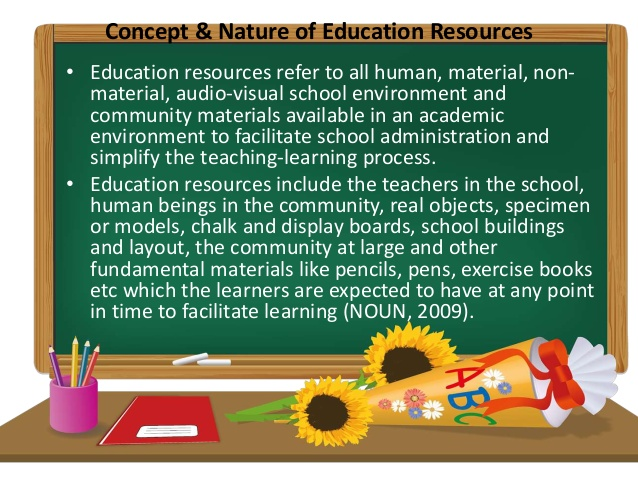 Concept & Nature of Education Resources
• Education resources refer to all human, material, non-
material, audio-visual school environment and
community materials available in an academic
environment to facilitate school administration and
simplify the teaching-learning process.
• Education resources include the teachers in the school,
human beings in the community, real objects, specimen
or models, chalk and display boards, school buildings
and layout, the community at large and other
fundamental materials like pencils, pens, exercise books
etc which the learners are expected to have at any point
in time to facilitate learning (NOUN, 2009).
ABC